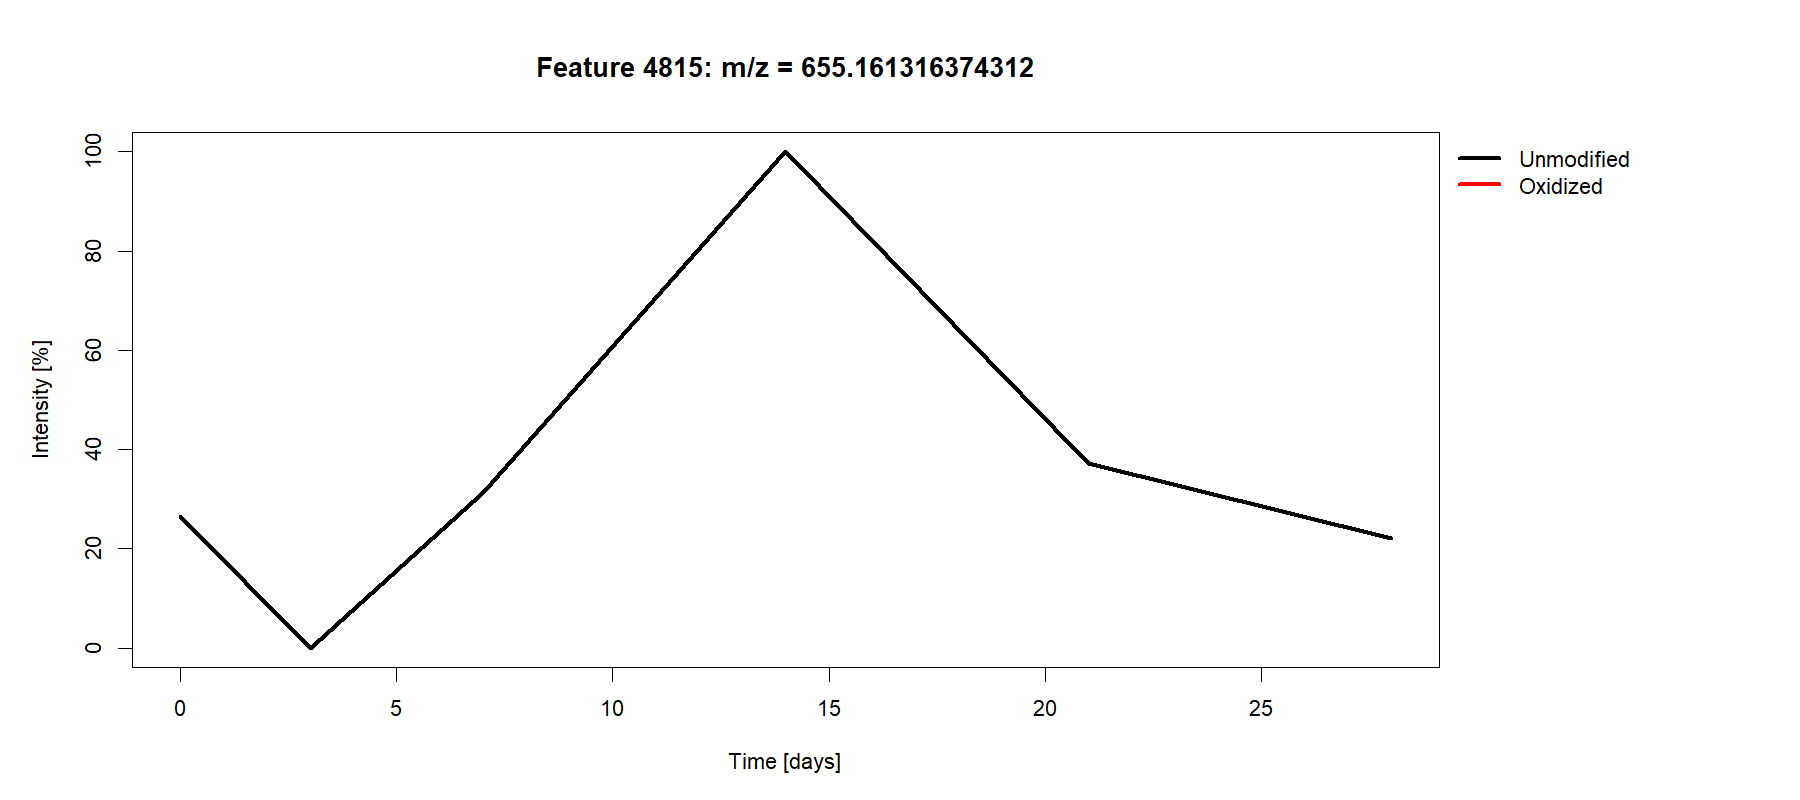 Feature 4815: m/z = 655.161316374312
Unmodified
Oxidized
Intensity [%]
100
80
60
40
20
0
0 5 10 15 20 25
Time [days]